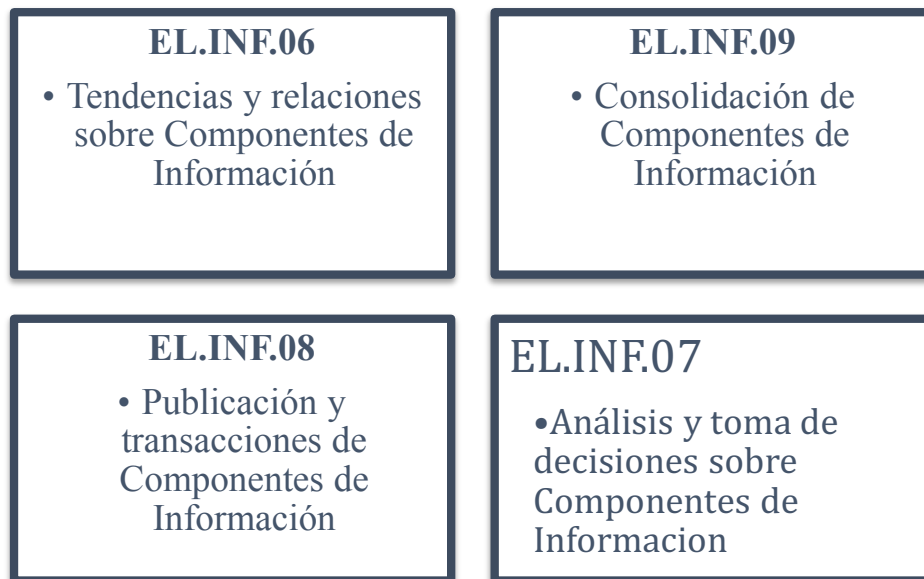 EL.INF.06
• Tendencias y relaciones
sobre Componentes de
Información
EL.INF.09
• Consolidación de
Componentes de
Información
EL.INF.08
• Publicación y
transacciones de
Componentes de
Información
EL.INF.07
•Análisis y toma de
decisiones sobre
Componentes de
Informacion